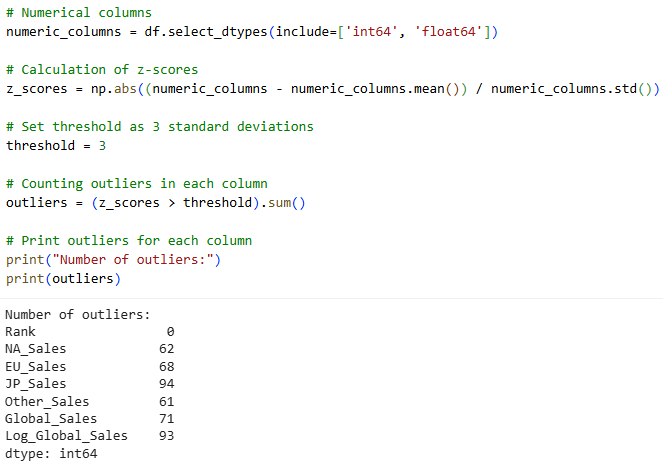 # Numerical columns
numeric_columns = df.select_dtypes(include=['int64', 'float64'])
# Calculation of z-scores
z_scores = np.abs((numeric_columns - numeric_columns.mean()) / numeric_columns.std())
# Set threshold as 3 standard deviations
threshold = 3
# Counting outliers in each column
outliers = (z_scores > threshold).sum()
# Print outliers for each column
print("Number of outliers:")
print(outliers)
Number of outliers:
Rank 0
NA_Sales 62
EU_Sales 68
JP_Sales 94
Other_Sales 61
Global_Sales 71
Log_Global_Sales 93
dtype: int64